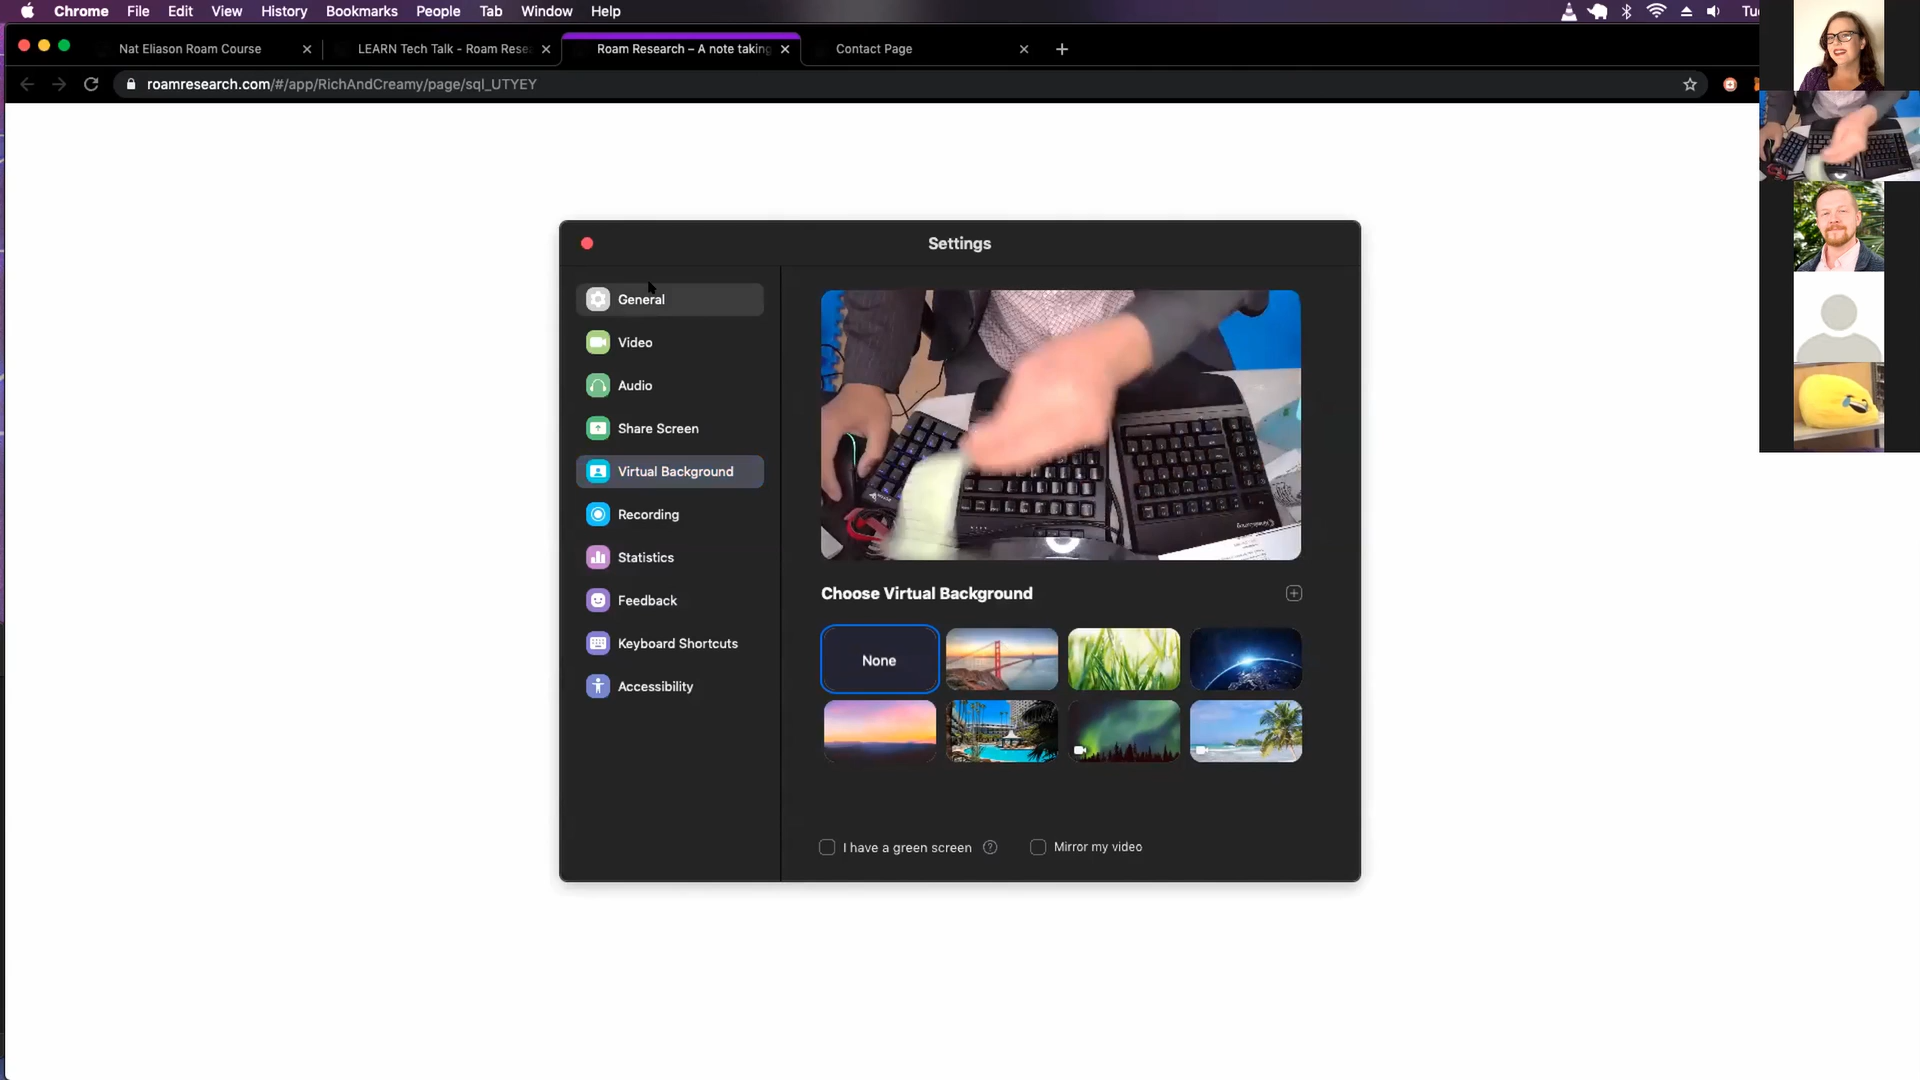 Chrome File Edit View History Bookmarks People Tab Window Help
Nat Eliason Roam Course
LEARN Tech Talk - Roam Rese
Roam Research – A note taking
Contact Page
roamresearch.com/#/app/RichAndCreamy/page/sql_UTYEY
Settings
General
Video
Audio
Share Screen
Virtual Background
Recording
Statistics
Feedback
Keyboard Shortcuts
Accessibility
Choose Virtual Background
None
I have a green screen
Mirror my video